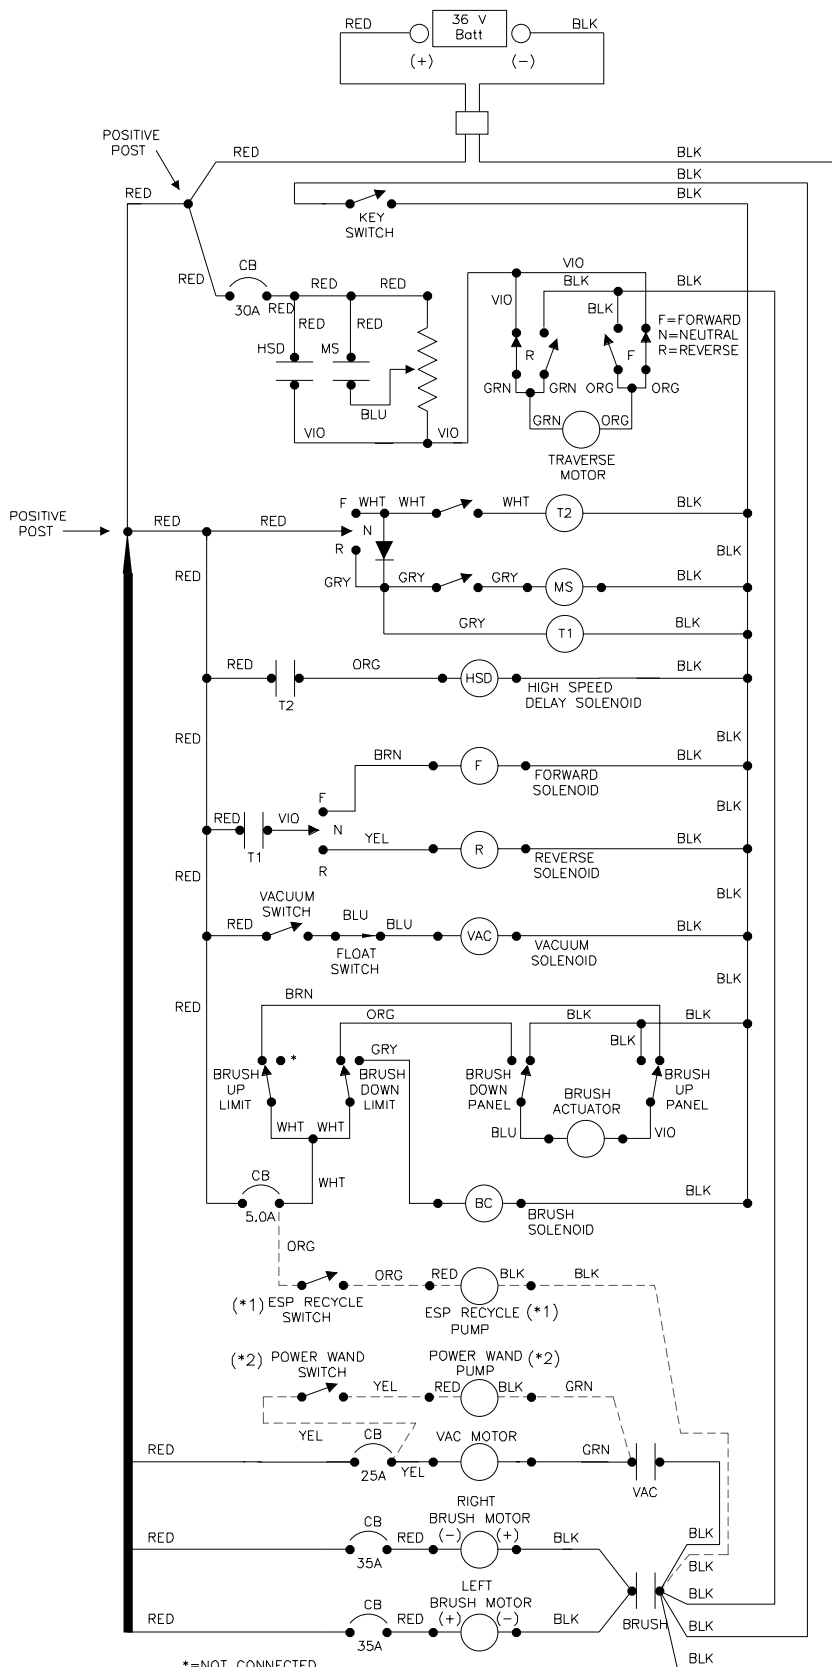 RED
36 V
Batt
BLK
(+)
(-)
POSITIVE
POST
RED
BLK
BLK
RED
BLK
KEY
SWITCH
RED
CB
RED
RED
VIO
BLK
BLK
30A
RED
RED
RED
VIO
BLK
F=FORWARD
N=NEUTRAL
R=REVERSE
HSD
MS
R
F
BLU
GRN
GRN
ORG
ORG
VIO
VIO
GRN
ORG
TRAVERSE
MOTOR
POSITIVE
POST
RED
RED
F
WHT
WHT
WHT
T2
BLK
N
R
BLK
RED
GRY
GRY
GRY
MS
BLK
GRY
T1
BLK
RED
ORG
HSD
BLK
T2
HIGH SPEED
DELAY SOLENOID
RED
BLK
BRN
F
BLK
FORWARD
SOLENOID
F
BLK
RED
VIO
N
T1
YEL
R
BLK
R
REVERSE
SOLENOID
RED
BLK
VACUUM
SWITCH
RED
BLU
BLU
VAC
BLK
FLOAT
SWITCH
VACUUM
SOLENOID
BLK
RED
BRN
ORG
BLK
BLK
BLK
*
GRY
BRUSH
UP
LIMIT
BRUSH
DOWN
LIMIT
BRUSH
DOWN
PANEL
BRUSH
ACTUATOR
BRUSH
UP
PANEL
WHT
WHT
BLU
VIO
CB
WHT
5.0A
BC
BLK
BRUSH
SOLENOID
ORG
ORG
RED
BLK
BLK
(*1) ESP RECYCLE
SWITCH
ESP RECYCLE (*1)
PUMP
(*2) POWER WAND
SWITCH
POWER WAND (*2)
PUMP
YEL
RED
BLK
GRN
YEL
RED
CB
VAC MOTOR
GRN
25A
YEL
VAC
RIGHT
BRUSH MOTOR
RED
CB
RED
(-)
(+)
BLK
BLK
35A
BLK
LEFT
BRUSH MOTOR
BLK
BRUSH
RED
CB
RED
(+)
(-)
BLK
BLK
35A
BLK
*=NOT CONNECTED